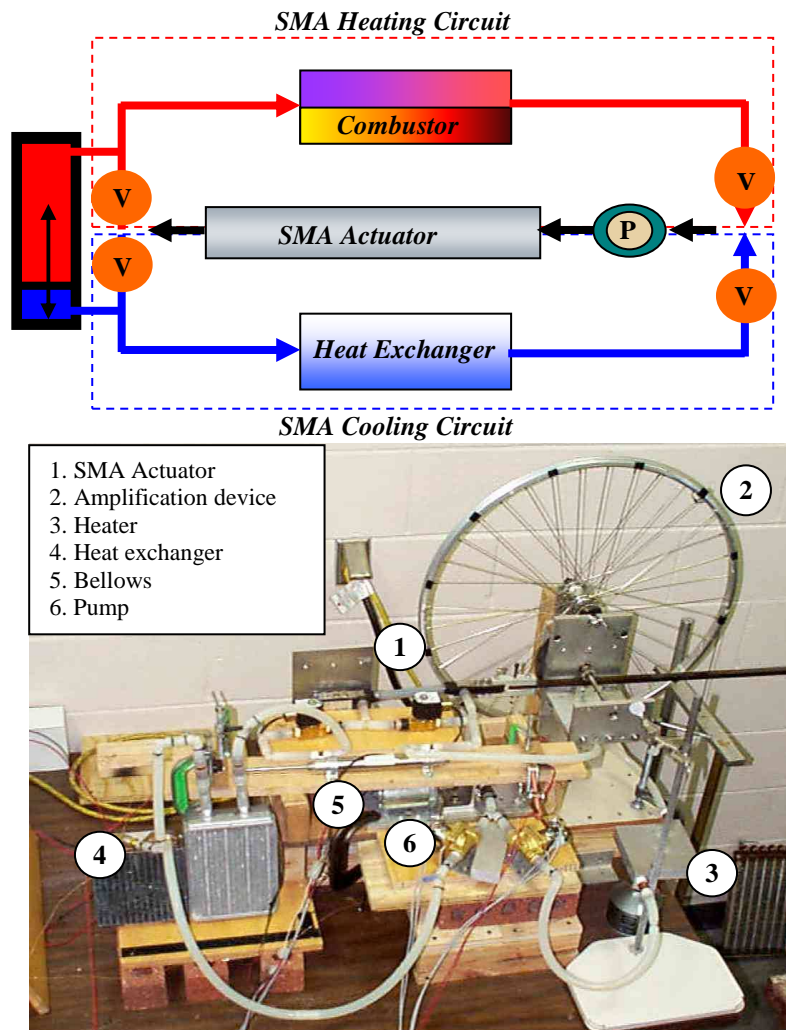 SMA Heating Circuit
Combustor
V
V
SMA Actuator
P
V
V
Heat Exchanger
SMA Cooling Circuit
1. SMA Actuator
2. Amplification device
3. Heater
4. Heat exchanger
5. Bellows
6. Pump
2
1
5
6
4
3